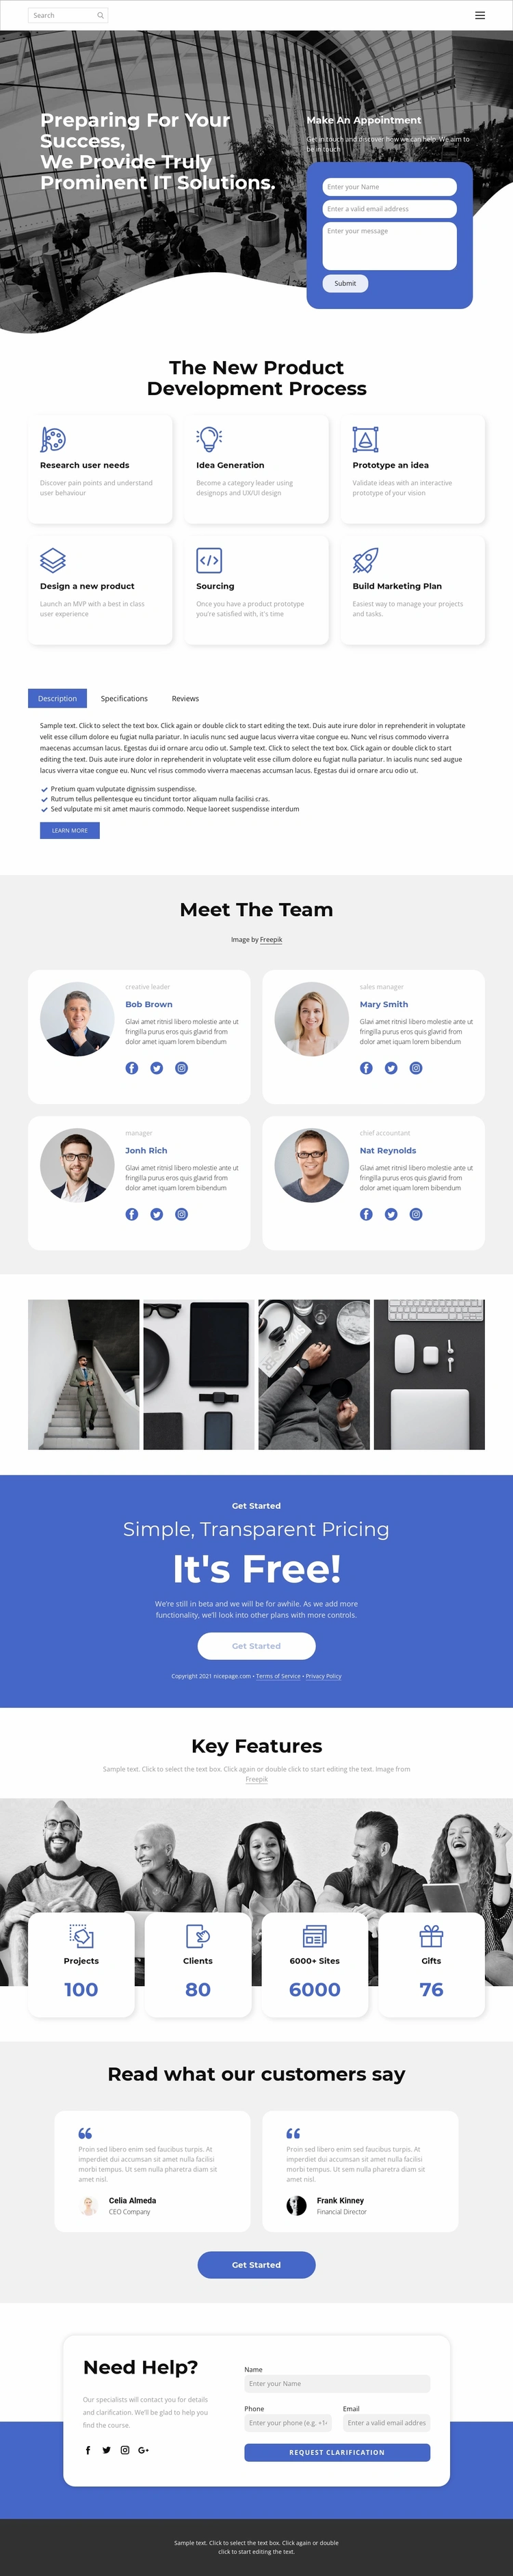 Search
Preparing For Your
Success,
We Provide Truly
Prominent IT Solutions.
Make An Appointment
Get in touch and discover how we can help. We aim to
be in touch
Enter your Name
Enter a valid email address
Enter your message
Submit
The New Product
Development Process
Research user needs
Discover pain points and understand
user behaviour
Idea Generation
Become a category leader using
designops and UX/UI design
Prototype an idea
Validate ideas with an interactive
prototype of your vision
Design a new product
Launch an MVP with a best in class
user experience
Sourcing
Once you have a product prototype
you're satisfied with, it's time
Build Marketing Plan
Easiest way to manage your projects
and tasks.
Description
Specifications
Reviews
Sample text. Click to select the text box. Click again or double click to start editing the text. Duis aute irure dolor in reprehenderit in voluptate
velit esse cillum dolore eu fugiat nulla pariatur. In iaculis nunc sed augue lacus viverra vitae congue eu. Nunc vel risus commodo viverra
maecenas accumsan lacus. Egestas dui id ornare arcu odio ut. Sample text. Click to select the text box. Click again or double click to start
editing the text. Duis aute irure dolor in reprehenderit in voluptate velit esse cillum dolore eu fugiat nulla pariatur. In iaculis nunc sed augue
lacus viverra vitae congue eu. Nunc vel risus commodo viverra maecenas accumsan lacus. Egestas dui id ornare arcu odio ut.
Pretium quam vulputate dignissim suspendisse.
Rutrum tellus pellentesque eu tincidunt tortor aliquam nulla facilisi cras.
Sed vulputate mi sit amet mauris commodo. Neque laoreet suspendisse interdum
LEARN MORE
Meet The Team
Image by Freepik
creative leader
Bob Brown
Glavi amet ritnisl libero molestie ante ut
fringilla purus eros quis glavrid from
dolor amet iquam lorem bibendum
sales manager
Mary Smith
Glavi amet ritnisl libero molestie ante ut
fringilla purus eros quis glavrid from
dolor amet iquam lorem bibendum
manager
Jonh Rich
Glavi amet ritnisl libero molestie ante ut
fringilla purus eros quis glavrid from
dolor amet iquam lorem bibendum
chief accountant
Nat Reynolds
Glavi amet ritnisl libero molestie ante ut
fringilla purus eros quis glavrid from
dolor amet iquam lorem bibendum
Get Started
Simple, Transparent Pricing
It's Free!
We're still in beta and we will be for awhile. As we add more
functionality, we'll look into other plans with more controls.
Get Started
Copyright 2021 nicepage.com • Terms of Service • Privacy Policy
Key Features
Sample text. Click to select the text box. Click again or double click to start editing the text. Image from
Freepik
Projects
100
Clients
80
6000+ Sites
6000
Gifts
76
Read what our customers say
Proin sed libero enim sed faucibus turpis. At
imperdiet dui accumsan sit amet nulla facilisi
morbi tempus. Ut sem nulla pharetra diam sit
amet nisl.
Celia Almeda
CEO Company
Proin sed libero enim sed faucibus turpis. At
imperdiet dui accumsan sit amet nulla facilisi
morbi tempus. Ut sem nulla pharetra diam sit
amet nisl.
Frank Kinney
Financial Director
Get Started
Need Help?
Our specialists will contact you for details
and clarification. We'll be glad to help you
find the course.
Name
Enter your Name
Phone
Enter your phone (e.g. +1
Email
Enter a valid email addres
REQUEST CLARIFICATION
Sample text. Click to select the text box. Click again or double
click to start editing the text.